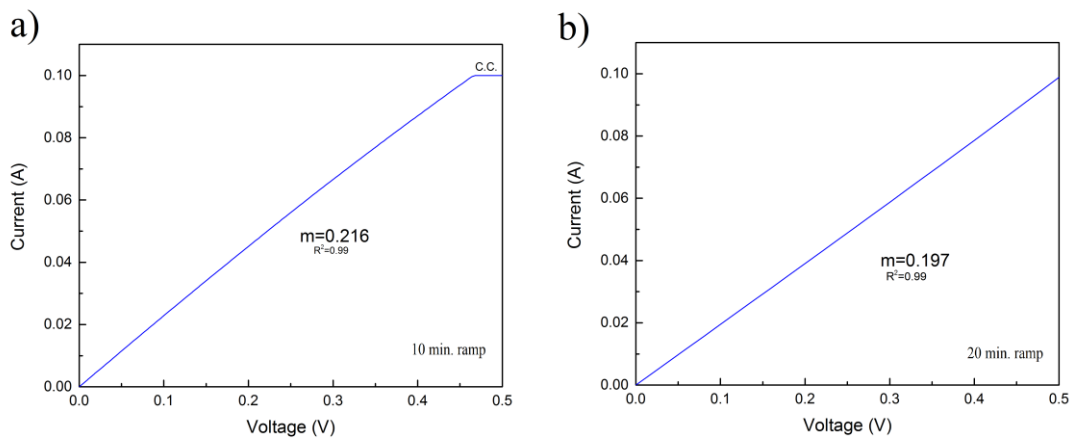 a)
C.C.
0.10
0.08
0.06
0.04
0.02
0.00
Current (A)
m=0.216
R²=0.99
10 min. ramp
0.0 0.1 0.2 0.3 0.4 0.5
Voltage (V)
b)
0.10
0.08
0.06
0.04
0.02
0.00
Current (A)
m=0.197
R²=0.99
20 min. ramp
0.0 0.1 0.2 0.3 0.4 0.5
Voltage (V)